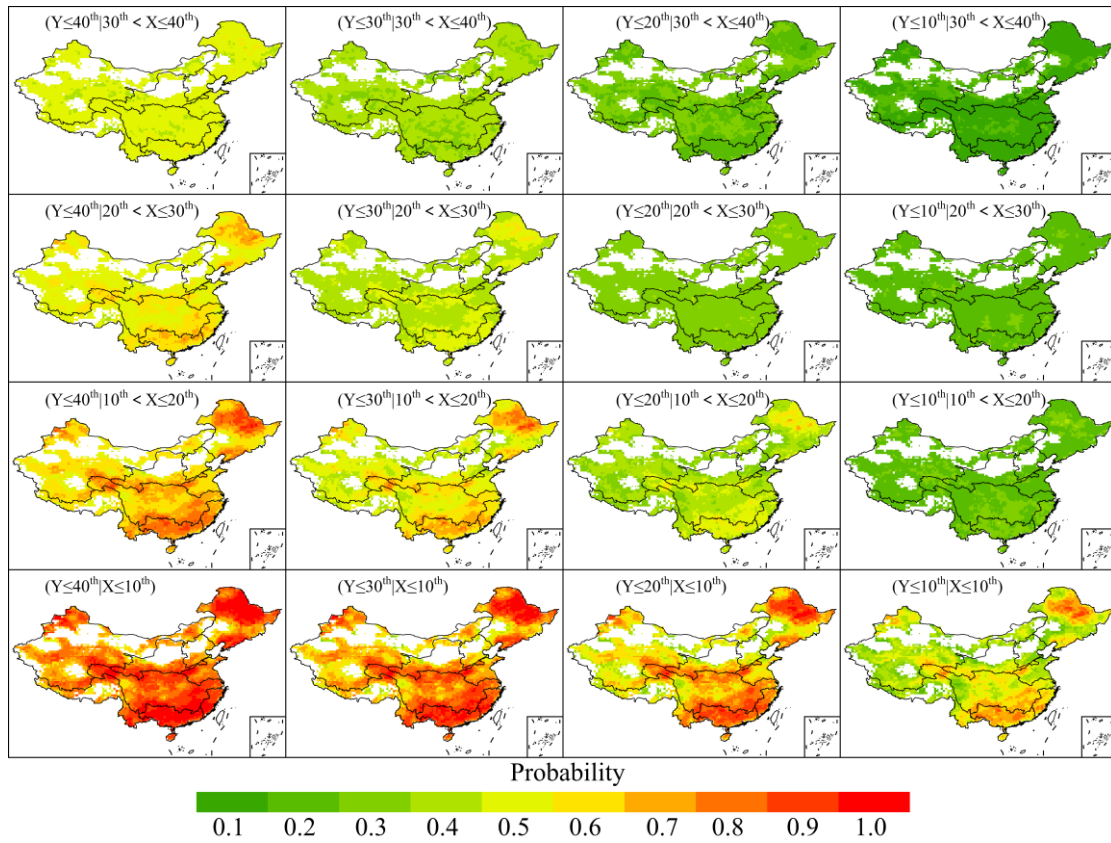 (Y≤40th|30th < X≤40th) (Y≤30th|30th < X≤40th) (Y≤20th|30th < X≤40th) (Y≤10th|30th < X≤40th)
(Y≤40th|20th < X≤30th) (Y≤30th|20th < X≤30th) (Y≤20th|20th < X≤30th) (Y≤10th|20th < X≤30th)
(Y≤40th|10th < X≤20th) (Y≤30th|10th < X≤20th) (Y≤20th|10th < X≤20th) (Y≤10th|10th < X≤20th)
(Y≤40th|X≤10th) (Y≤30th|X≤10th) (Y≤20th|X≤10th) (Y≤10th|X≤10th)
Probability
0.1 0.2 0.3 0.4 0.5 0.6 0.7 0.8 0.9 1.0